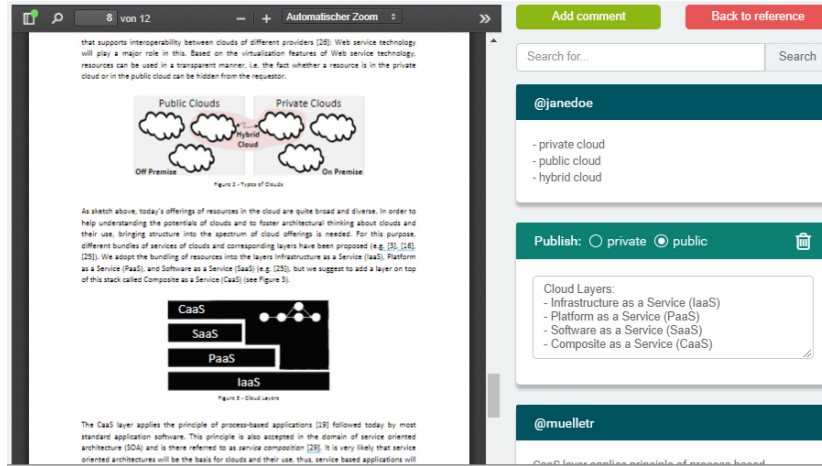 8 von 12
Automatischer Zoom
Add comment
Back to reference
that supports interoperability between clouds of different providers [26]; Web service technology
will play a major role in this. Based on the virtualization features of Web service technology,
resources can be used in a transparent manner, i.e. the fact whether a resource is in the private
cloud or in the public cloud can be hidden from the requestor.
Public Clouds
Private Clouds
Hybrid
Cloud
Off Premise
On Premise
Figure 2 - Types of Clouds
As sketch above, today's offerings of resources in the cloud are quite broad and diverse. In order to
help understanding the potentials of clouds and to foster architectural thinking about clouds and
their use, bringing structure into the spectrum of cloud offerings is needed. For this purpose,
different bundles of services of clouds and corresponding layers have been proposed (e.g. [3], [16],
[25]). We adopt the bundling of resources into the layers Infrastructure as a Service (IaaS), Platform
as a Service (PaaS), and Software as a Service (SaaS) (e.g. [25]), but we suggest to add a layer on top
of this stack called Composite as a Service (CaaS) (see Figure 3).
CaaS
SaaS
PaaS
IaaS
Figure 3 - Cloud Layers
The CaaS layer applies the principle of process-based applications [19] followed today by most
standard application software. This principle is also accepted in the domain of service oriented
architecture (SOA) and is there referred to as service composition [29]. It is very likely that service
oriented architectures will be the basis for clouds and their use, thus, service based applications will
Search for...
Search
@janedoe
- private cloud
- public cloud
- hybrid cloud
Publish: private public
Cloud Layers:
- Infrastructure as a Service (IaaS)
- Platform as a Service (PaaS)
- Software as a Service (SaaS)
- Composite as a Service (CaaS)
@muelletr
CaaS layer applies principle of process-based